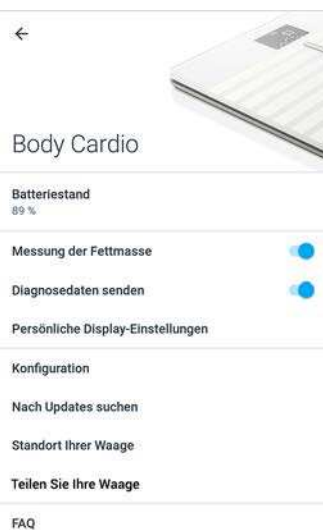 Body Cardio
Batteriestand
89 %
Messung der Fettmasse
Diagnosedaten senden
Persönliche Display-Einstellungen
Konfiguration
Nach Updates suchen
Standort Ihrer Waage
Teilen Sie Ihre Waage
FAQ